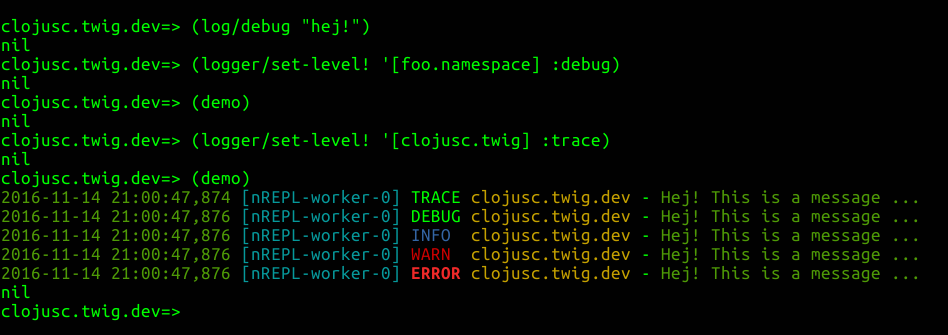 clojusc.twig.dev=> (log/debug "hej!")
nil
clojusc.twig.dev=> (logger/set-level! '[foo.namespace] :debug)
nil
clojusc.twig.dev=> (demo)
nil
clojusc.twig.dev=> (logger/set-level! '[clojusc.twig] :trace)
nil
clojusc.twig.dev=> (demo)
2016-11-14 21:00:47,874 [nREPL-worker-0] TRACE clojusc.twig.dev - Hej! This is a message ...
2016-11-14 21:00:47,876 [nREPL-worker-0] DEBUG clojusc.twig.dev - Hej! This is a message ...
2016-11-14 21:00:47,876 [nREPL-worker-0] INFO  clojusc.twig.dev - Hej! This is a message ...
2016-11-14 21:00:47,876 [nREPL-worker-0] WARN  clojusc.twig.dev - Hej! This is a message ...
2016-11-14 21:00:47,876 [nREPL-worker-0] ERROR clojusc.twig.dev - Hej! This is a message ...
nil
clojusc.twig.dev=>